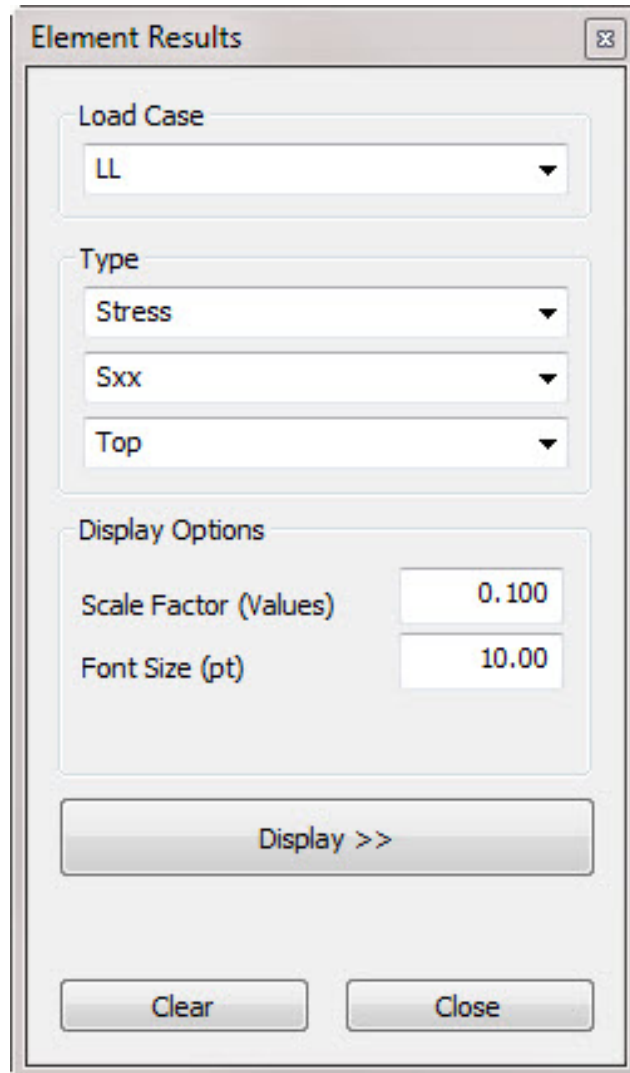 Element Results
Load Case
LL
Type
Stress
Sxx
Top
Display Options
Scale Factor (Values) 0.100
Font Size (pt) 10.00
Display >>
Clear Close